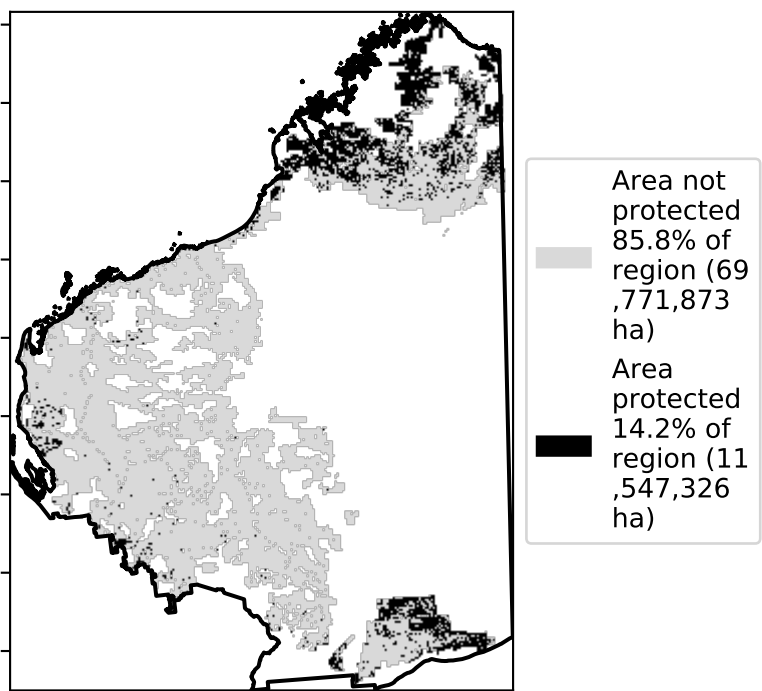 Area not
protected
85.8% of
region (69
,771,873
ha)
Area
protected
14.2% of
region (11
,547,326
ha)